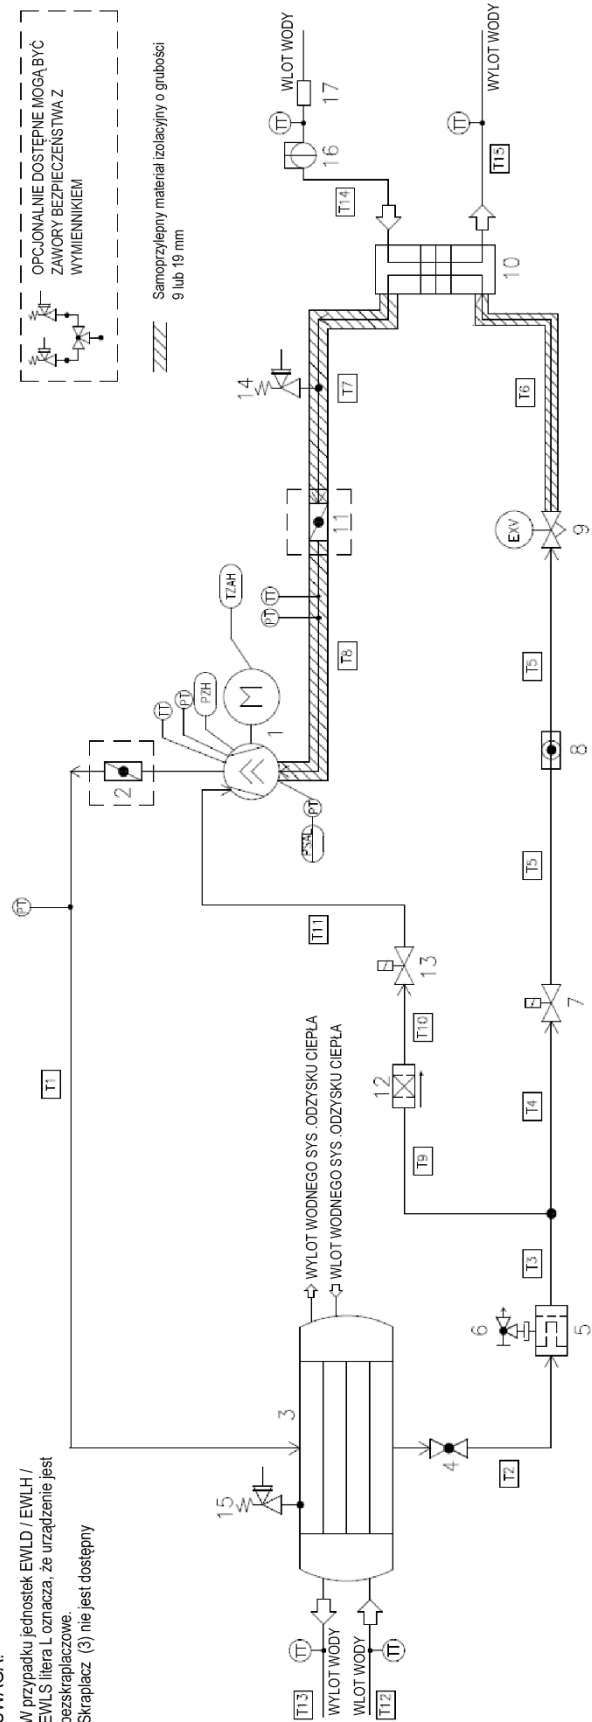 UWAGA:
W przypadku jednostek EWLD / EWLH /
EWLS litera L oznacza, że urządzenie jest
bezskraplaczowe.
Skraplacz (3) nie jest dostępny
OPCJONALNIE DOSTĘPNE MOGĄ BYĆ
ZAWORY BEZPIECZEŃSTWA Z
WYMIENNIKIEM
Samoprzylepny materiał izolacyjny o grubości
9 lub 19 mm
T1
PT
2
TT
PT
PZH
TZAH
M
1
PT
PSAL
PT
TT
T8
11
14
T7
WLOT WODY
17
TT
16
T14
WYLOT WODY
TT
T15
10
T6
EXV
9
T5
8
T5
7
T4
T3
T9
12
T10
13
T11
WYLOT WODNEGO SYS .ODZYSKU CIEPŁA
WLOT WODNEGO SYS .ODZYSKU CIEPŁA
3
15
4
T2
5
6
TT
T13
WYLOT WODY
WLOT WODY
T12
TT